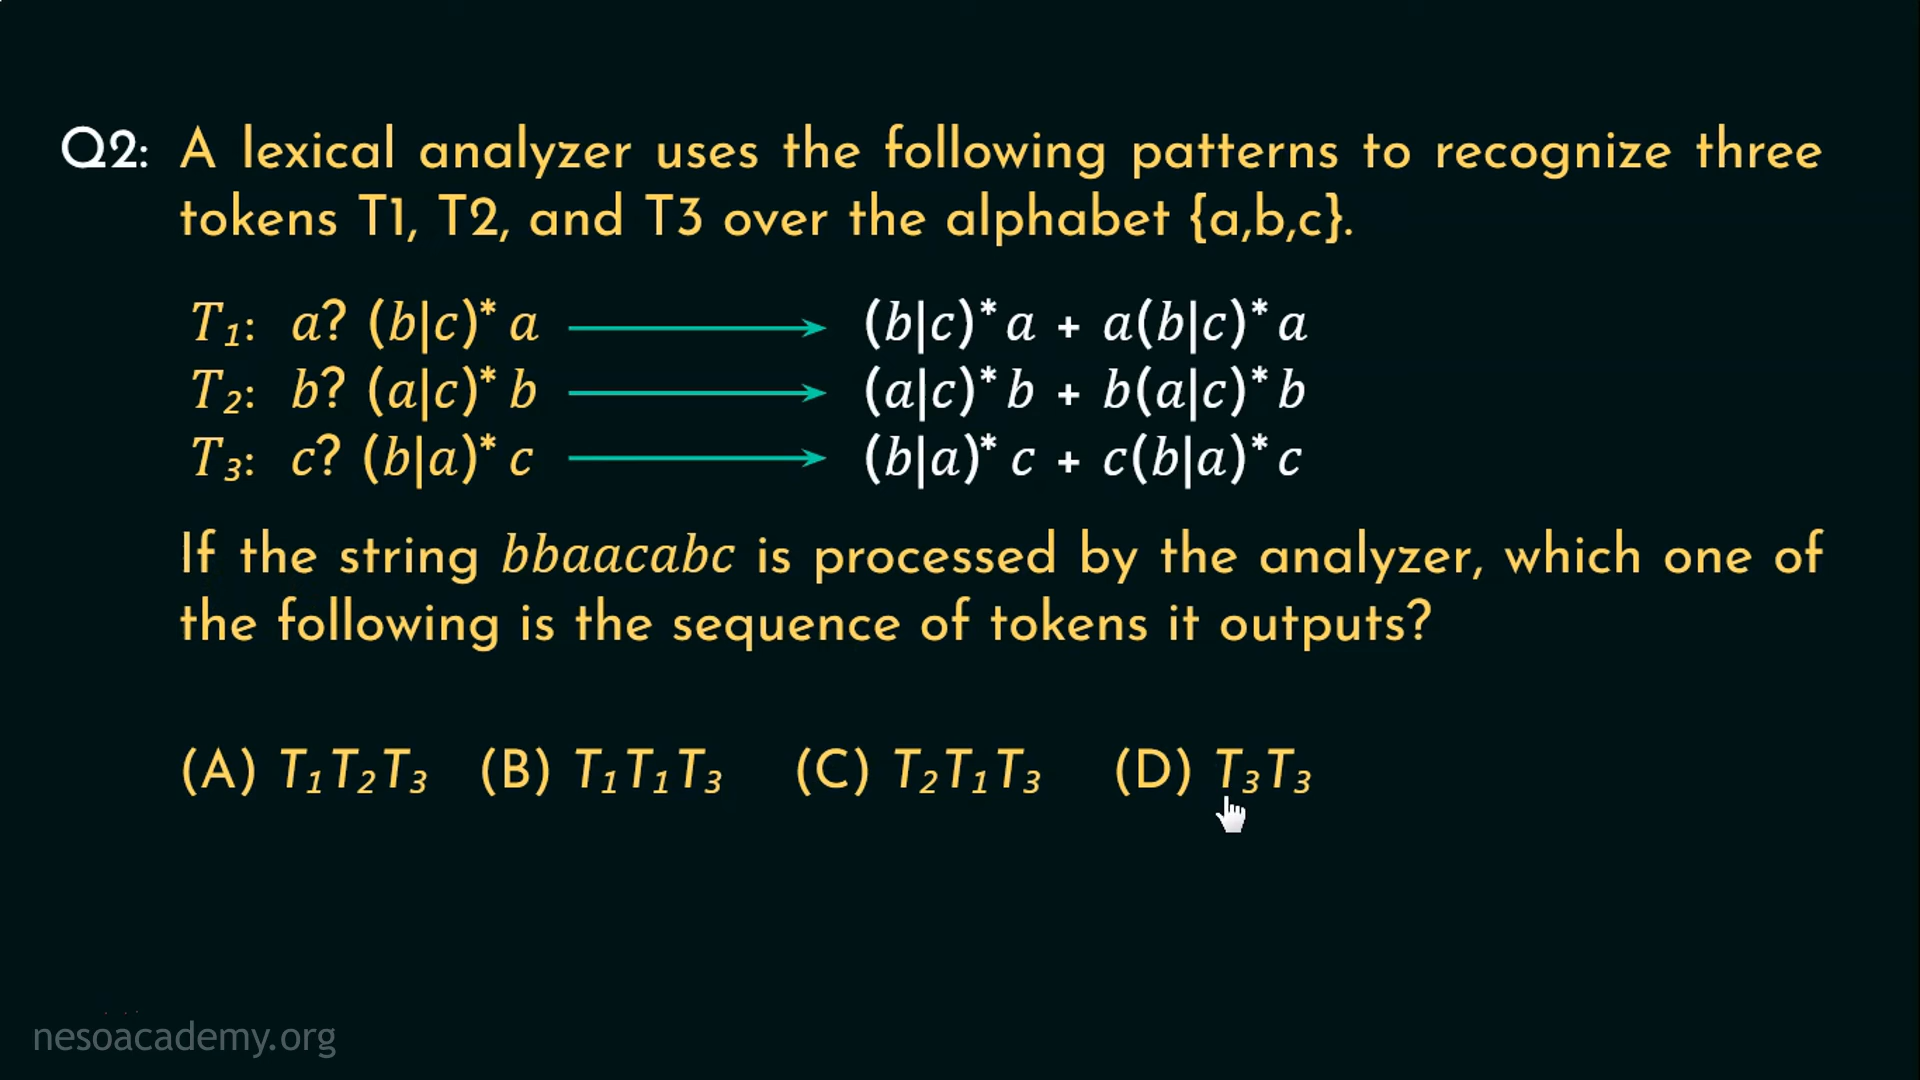 Q2: A lexical analyzer uses the following patterns to recognize three
tokens T1, T2, and T3 over the alphabet {a,b,c}.
T₁: a? (b|c)* a → (b|c)* a + a(b|c)* a
T₂: b? (a|c)* b → (a|c)* b + b(a|c)* b
T₃: c? (b|a)* c → (b|a)* c + c(b|a)* c
If the string bbaacabc is processed by the analyzer, which one of
the following is the sequence of tokens it outputs?
(A) T₁T₂T₃ (B) T₁T₁T₃ (C) T₂T₁T₃ (D) T₃T₃
nesoacademy.org